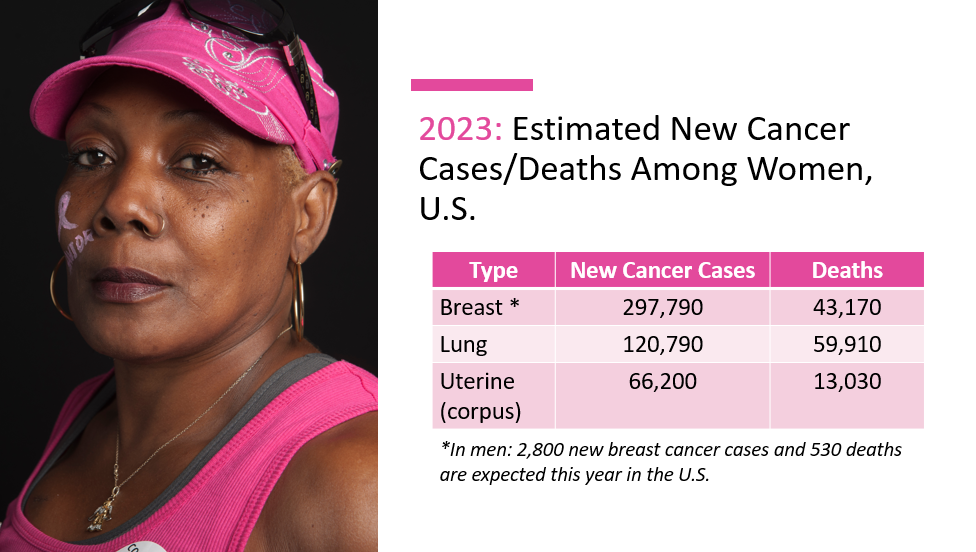 2023: Estimated New Cancer
Cases/Deaths Among Women,
U.S.
Type New Cancer Cases Deaths
Breast * 297,790 43,170
Lung 120,790 59,910
Uterine 66,200 13,030
(corpus)
*In men: 2,800 new breast cancer cases and 530 deaths
are expected this year in the U.S.